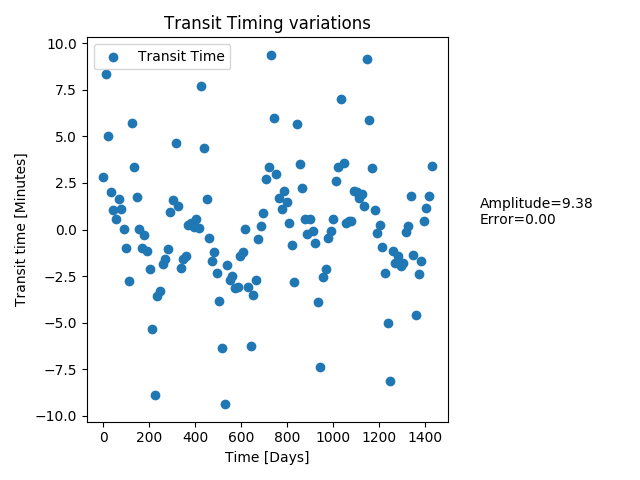 Transit Timing variations
10.0
Transit Time
7.5
5.0
2.5
0.0
−2.5
−5.0
−7.5
−10.0
Transit time [Minutes]
Amplitude=9.38
Error=0.00
0 200 400 600 800 1000 1200 1400
Time [Days]